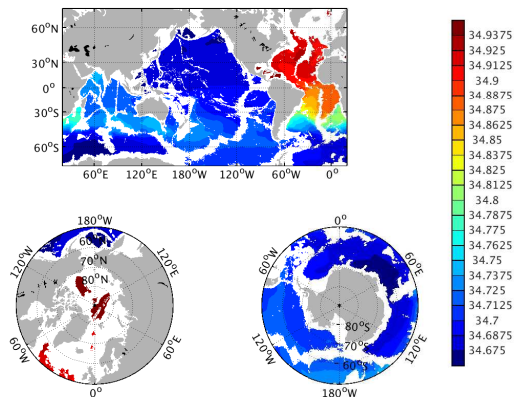 60°N
30°N
0°
30°S
60°S
60°E 120°E 180°W 120°W 60°W 0°
34.9375
34.925
34.9125
34.9
34.8875
34.875
34.8625
34.85
34.8375
34.825
34.8125
34.8
34.7875
34.775
34.7625
34.75
34.7375
34.725
34.7125
34.7
34.6875
34.675
180°W
120°W
120°E
60°N
70°N
80°N
60°W
60°E
0°
0°
60°W
60°E
80°S
70°S
60°S
120°W
120°E
180°W